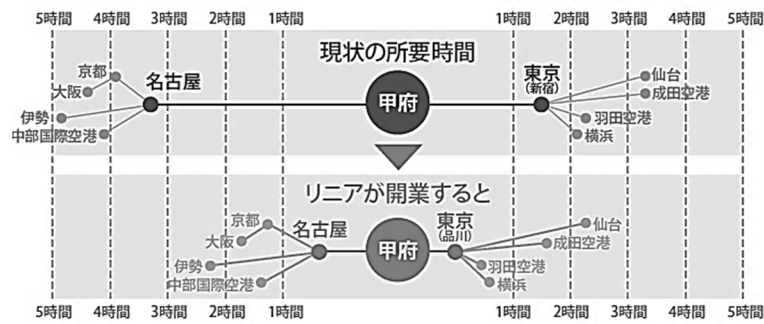 5時間 4時間 3時間 2時間 1時間 1時間 2時間 3時間 4時間 5時間
現状の所要時間
京都
大阪
名古屋
伊勢
中部国際空港
甲府
東京
(新宿)
仙台
成田空港
羽田空港
横浜
リニアが開業すると
京都
大阪
名古屋
伊勢
中部国際空港
甲府
東京
(品川)
仙台
成田空港
羽田空港
横浜
5時間 4時間 3時間 2時間 1時間 1時間 2時間 3時間 4時間 5時間